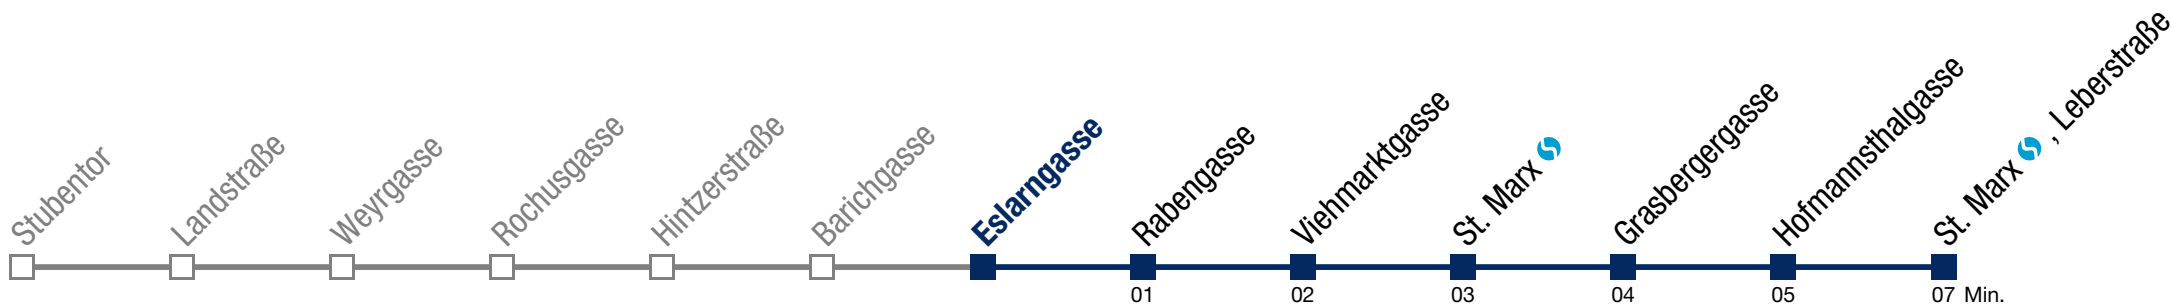 Stubentor
Landstraße
Weyrgasse
Rochusgasse
Hintzerstraße
Barichgasse
Eslarngasse
Rabengasse
Viehmarktgasse
St. Marx
Grasbergergasse
Hofmannsthalgasse
St. Marx , Leberstraße
01
02
03
04
05
07 Min.